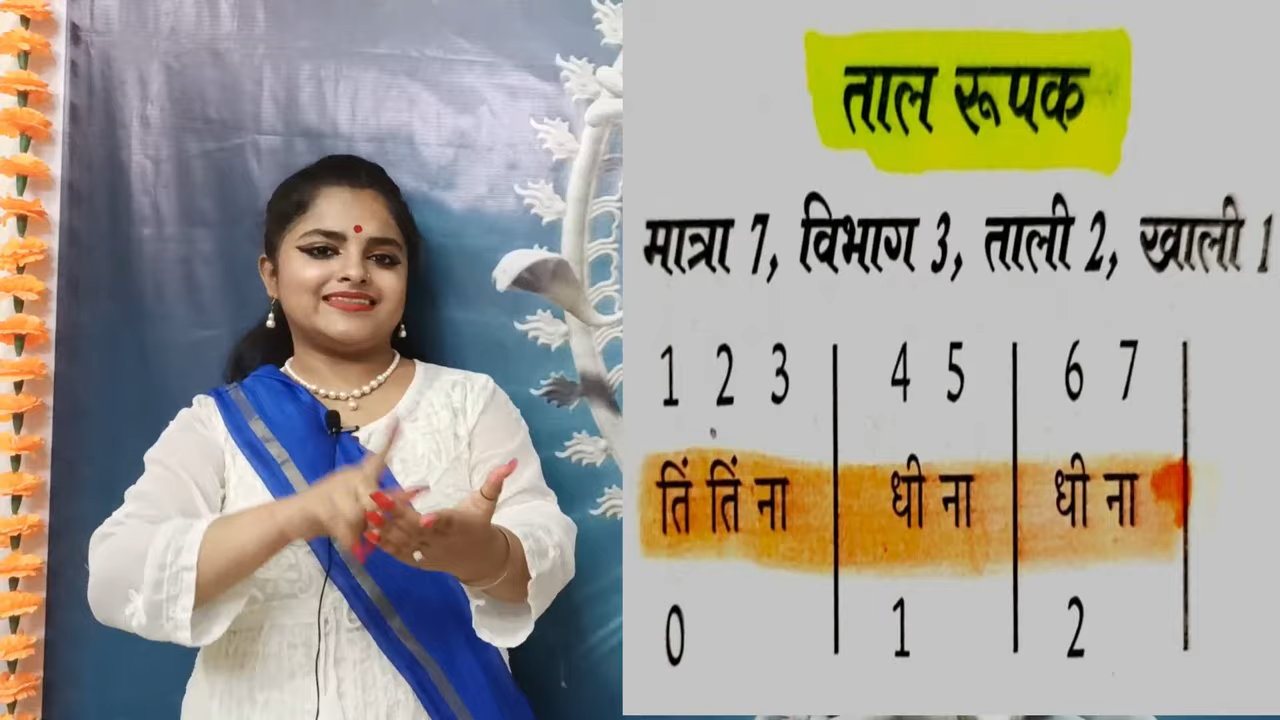 ताल रूपक
मात्रा 7, विभाग 3, ताली 2, खाली 1
1 2 3 | 4 5 | 6 7 |
तिं तिं ना | धी ना | धी ना |
0 | 1 | 2 |